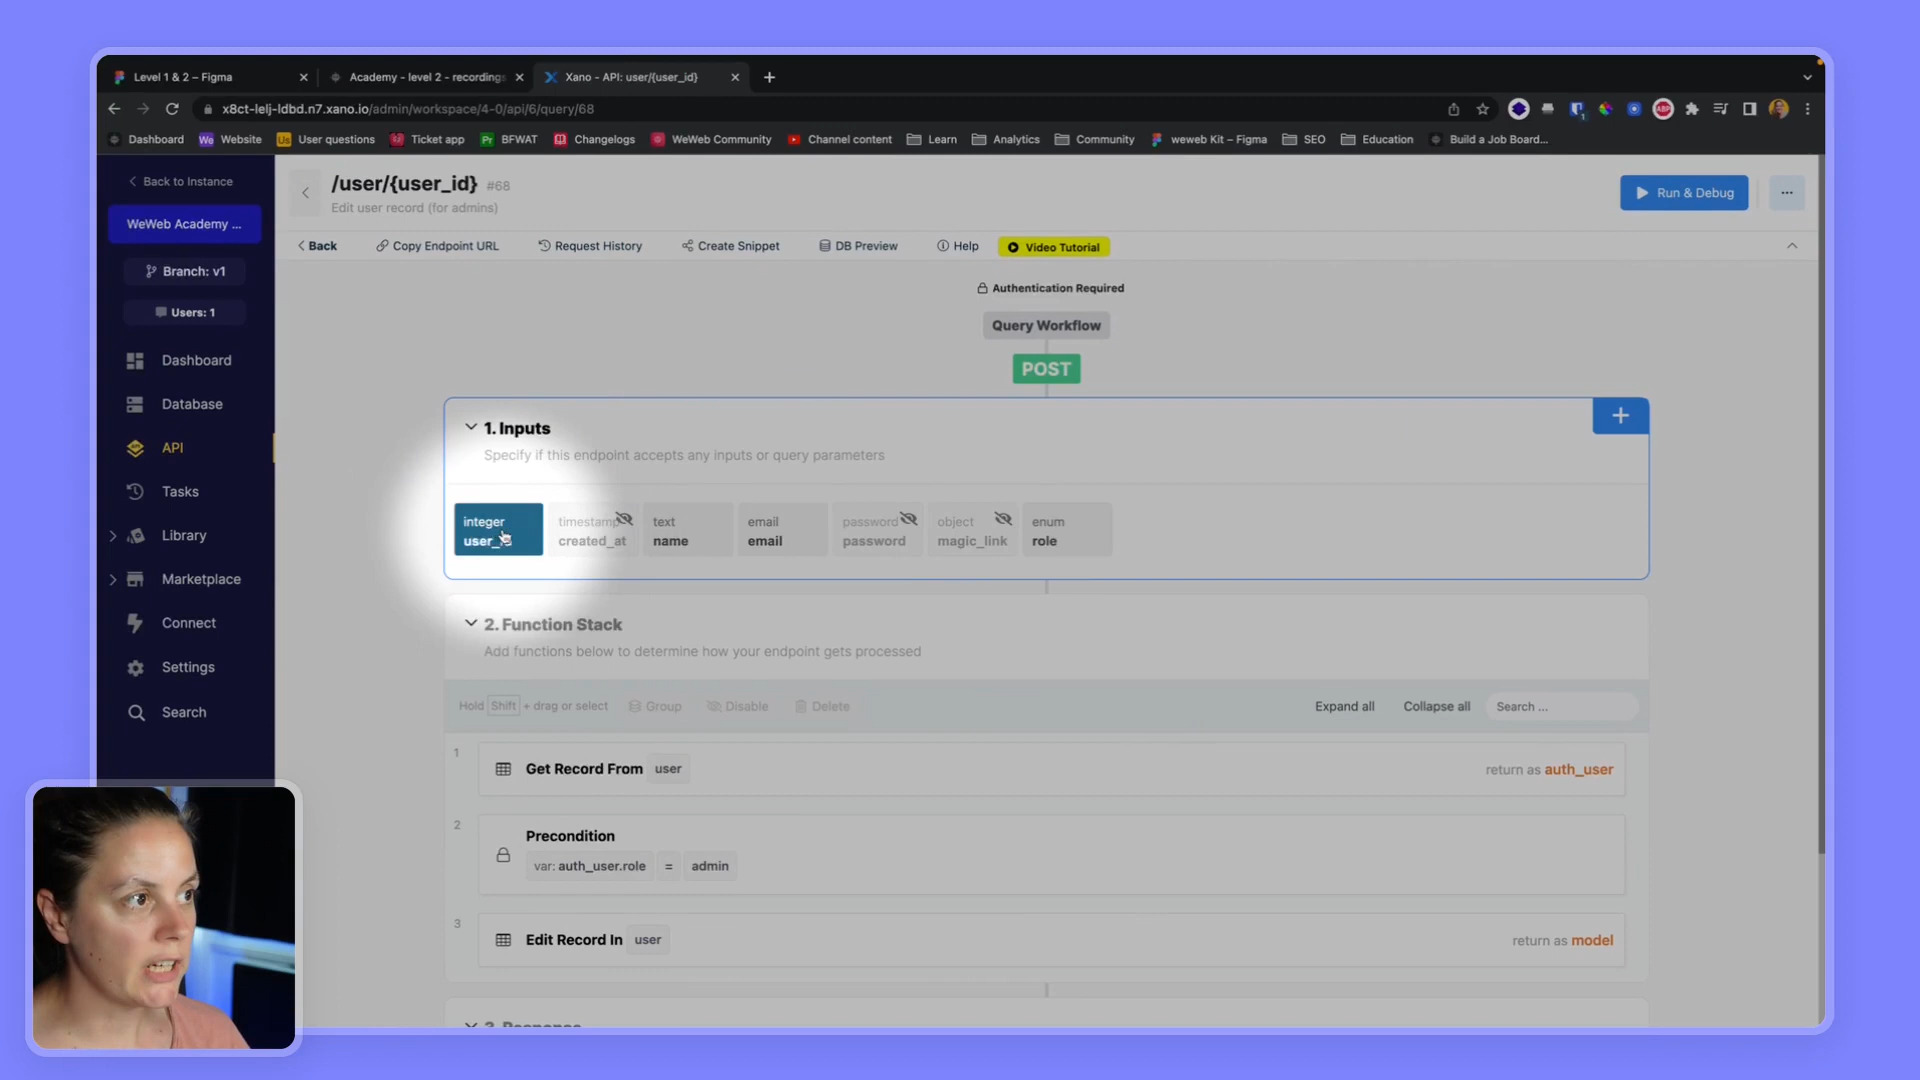 Level 1 & 2 – Figma
Academy - level 2 - recordings
Xano - API: user/{user_id}
x8ct-lelj-ldbd.n7.xano.io/admin/workspace/4-0/api/6/query/68
Dashboard
We Website
Us User questions
Ticket app
Pr BFWAT
Changelogs
WeWeb Community
Channel content
Learn
Analytics
Community
weweb Kit – Figma
SEO
Education
Build a Job Board...
Back to Instance
WeWeb Academy ...
Branch: v1
Users: 1
Dashboard
Database
API
Tasks
Library
Marketplace
Connect
Settings
Search
/user/{user_id} #68
Edit user record (for admins)
Run & Debug
...
Back
Copy Endpoint URL
Request History
Create Snippet
DB Preview
Help
Video Tutorial
Authentication Required
Query Workflow
POST
1. Inputs
Specify if this endpoint accepts any inputs or query parameters
integer
timestamp
text
email
password
object
enum
created_at
name
email
password
magic_link
role
2. Function Stack
Add functions below to determine how your endpoint gets processed
Hold Shift + drag or select
Group
Disable
Delete
Expand all
Collapse all
Search ...
1
Get Record From user
return as auth_user
2
Precondition
var: auth_user.role = admin
3
Edit Record In user
return as model